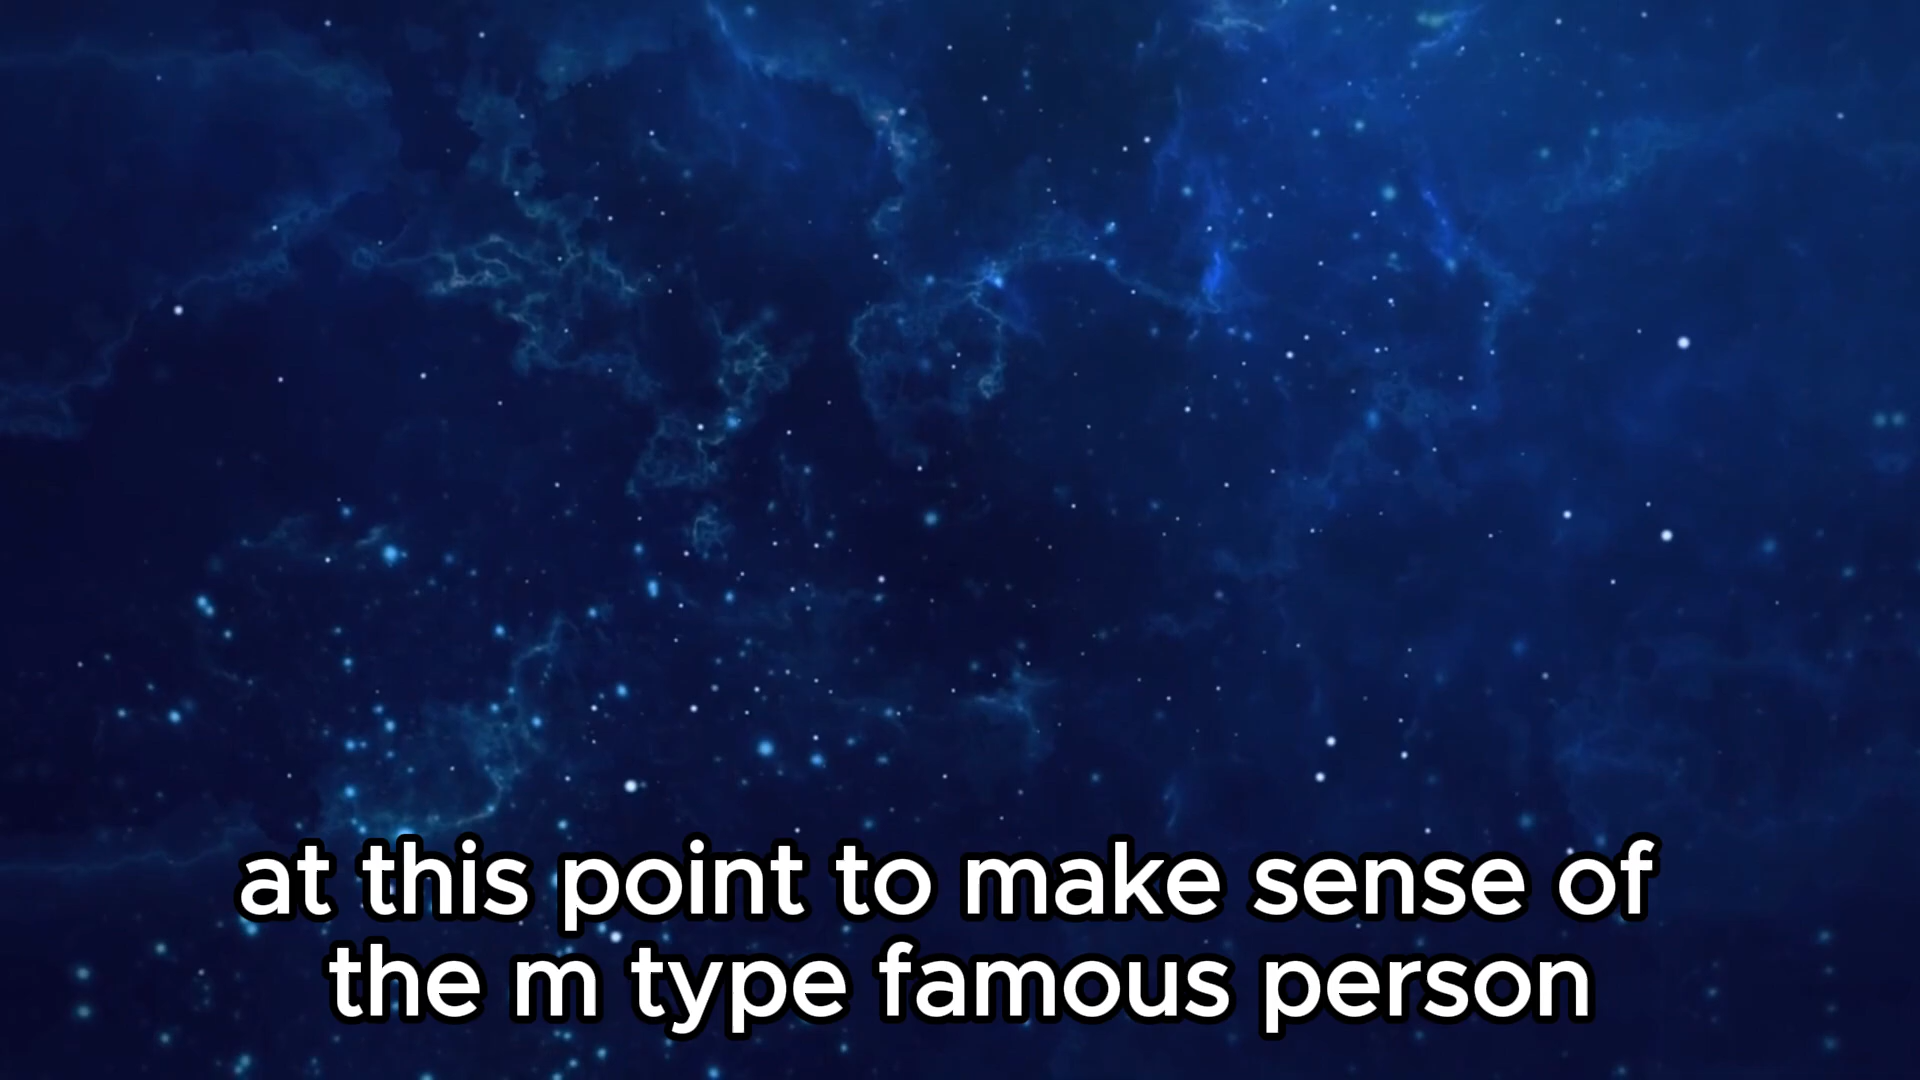 at this point to make sense of
the m type famous person